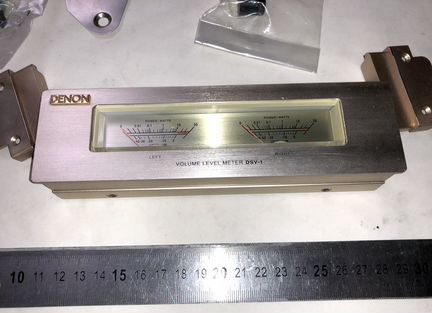 DENON
POWER / WATTS
POWER / WATTS
LEFT
RIGHT
VOLUME LEVEL METER DSV-1
10 11 12 13 14 15 16 17 18 19 20 21 22 23 24 25 26 27 28 29 30